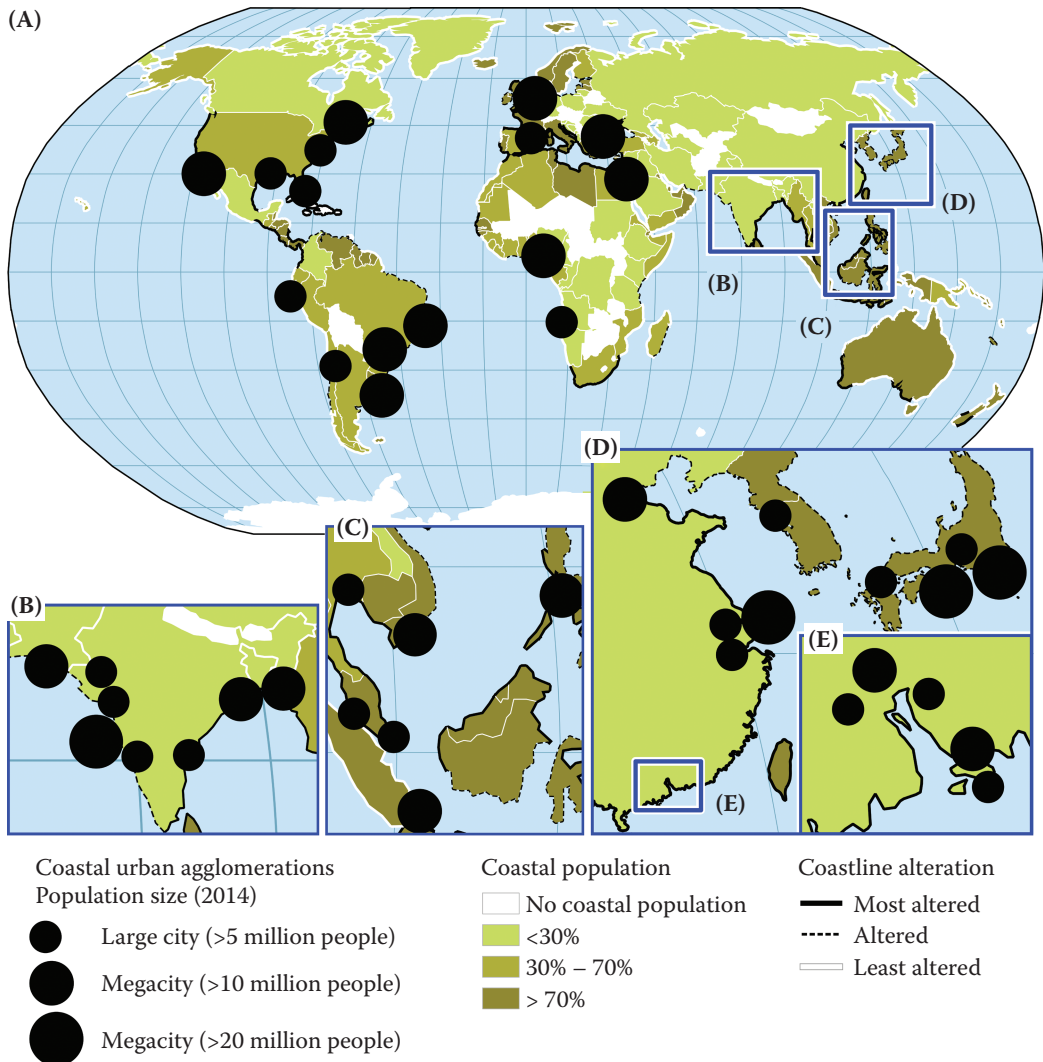 (A)
(D)
(B)
(C)
(D)
(C)
(B)
(E)
(E)
Coastal urban agglomerations
Population size (2014)
Large city (>5 million people)
Megacity (>10 million people)
Megacity (>20 million people)
Coastal population
No coastal population
<30%
30% – 70%
> 70%
Coastline alteration
Most altered
Altered
Least altered